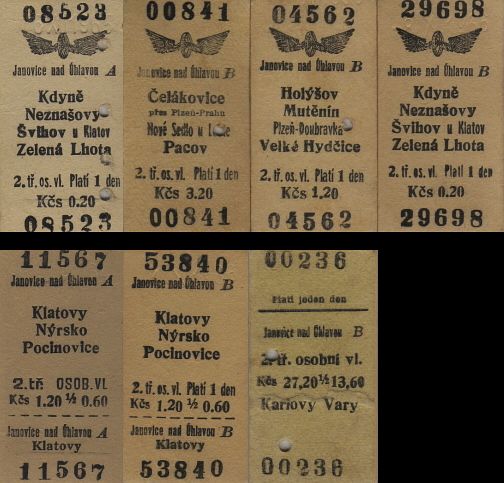 08523
Janovice nad Úhlavou A
Kdyně
Neznašovy
Švihov u Klatov
Zelená Lhota
2. tř. os. vl. Platí 1 den
Kčs 0.20
08523
00841
Janovice nad Úhlavou B
Čelákovice
přes Plzeň-Prahu
Nové Sedlo u
Pacov
2. tř. os. vl. Platí 1 den
Kčs 3.20
00841
04562
Janovice nad Úhlavou B
Holýšov
Mutěnín
Plzeň-Doubravka
Velké Hydčice
2. tř. os. vl. Platí 1 den
Kčs 1.20
04562
29698
Janovice nad Úhlavou B
Kdyně
Neznašovy
Švihov u Klatov
Zelená Lhota
2. tř. os. vl. Platí 1 den
Kčs 0.20
29698
11567
Janovice nad Úhlavou A
Klatovy
Nýrsko
Pocinovice
2. tř. OSOB. VL
Kčs 1.20 ½ 0.60
Janovice nad Úhlavou A
Klatovy
11567
53840
Janovice nad Úhlavou B
Klatovy
Nýrsko
Pocinovice
2. tř. os. vl. Platí 1 den
Kčs 1.20 ½ 0.60
Janovice nad Úhlavou B
Klatovy
53840
00236
Platí jeden den
Janovice nad Úhlavou B
2. tř. osobní vl.
Kčs 27,20 ½ 13,60
Karlovy Vary
00236